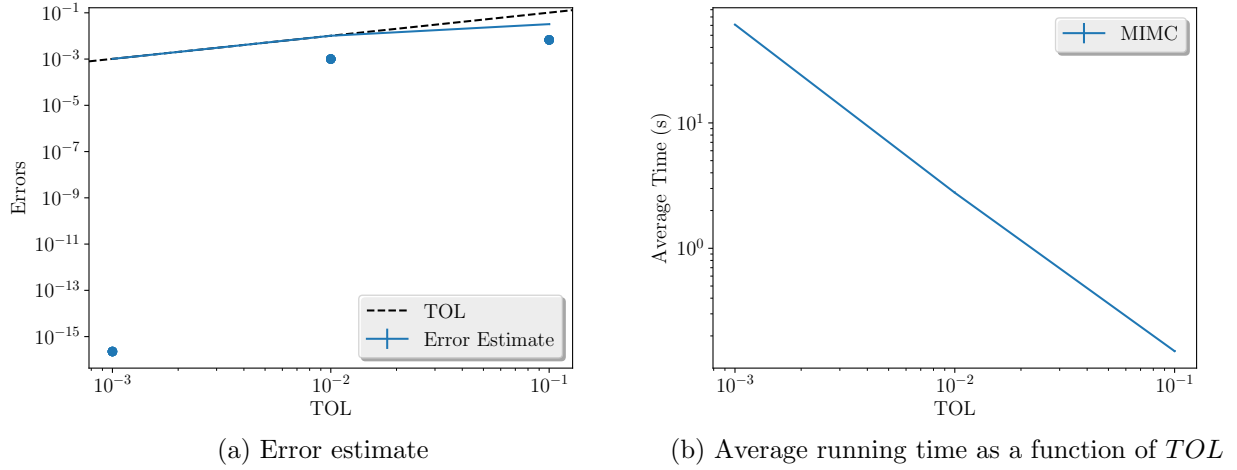 10^{-1}
10^{-3}
10^{-5}
10^{-7}
10^{-9}
10^{-11}
10^{-13}
10^{-15}
Errors
TOL
Error Estimate
10^{-3} 10^{-2} 10^{-1}
TOL
(a) Error estimate
MIMC
10^{1}
10^{0}
Average Time (s)
10^{-3} 10^{-2} 10^{-1}
TOL
(b) Average running time as a function of TOL